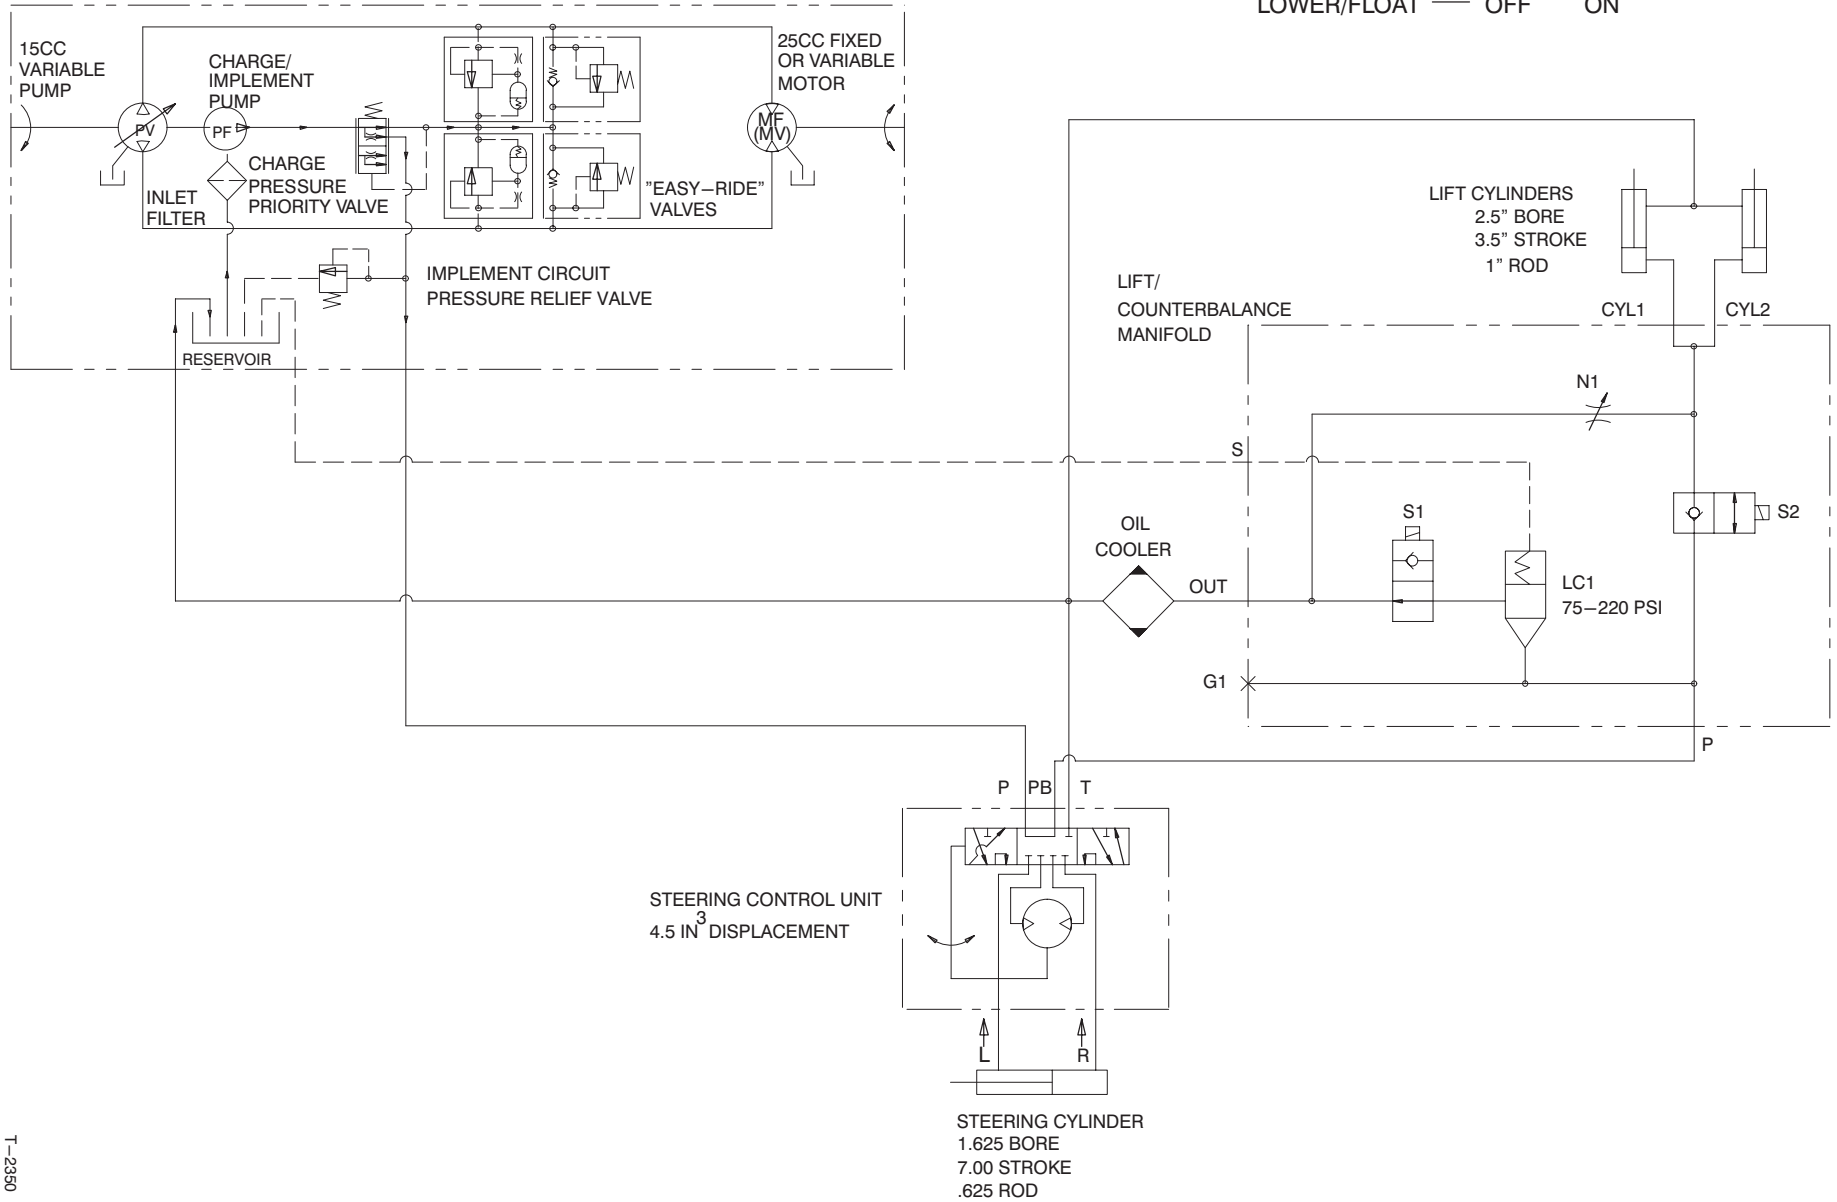 LOWER/FLOAT — OFF ON
15CC
VARIABLE
PUMP
CHARGE/
IMPLEMENT
PUMP
25CC FIXED
OR VARIABLE
MOTOR
PV
PF
MF
(MV)
CHARGE
PRESSURE
PRIORITY VALVE
INLET
FILTER
"EASY–RIDE"
VALVES
IMPLEMENT CIRCUIT
PRESSURE RELIEF VALVE
RESERVOIR
LIFT CYLINDERS
2.5" BORE
3.5" STROKE
1" ROD
LIFT/
COUNTERBALANCE
MANIFOLD
CYL1
CYL2
N1
S
S1
S2
OIL
COOLER
OUT
LC1
75–220 PSI
G1
P
P
PB
T
STEERING CONTROL UNIT
4.5 IN³ DISPLACEMENT
L
R
STEERING CYLINDER
1.625 BORE
7.00 STROKE
.625 ROD
T–2350